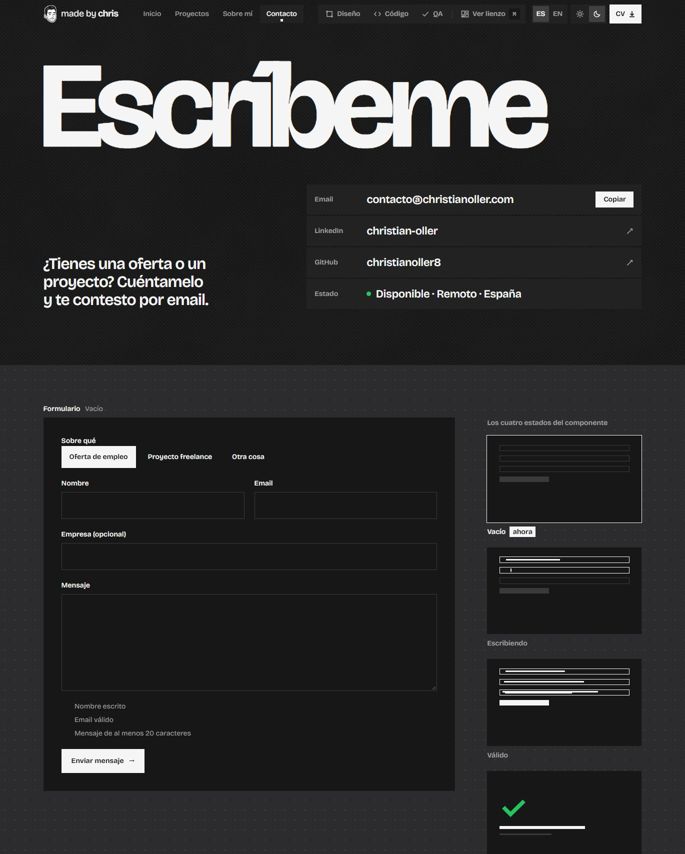 made by chris
Inicio
Proyectos
Sobre mí
Contacto
Diseño
Código
QA
Ver lienzo
M
ES
EN
CV
Escríbeme
Email
contacto@christianoller.com
Copiar
LinkedIn
christian-oller
↗
GitHub
christianoller8
↗
Estado
Disponible · Remoto · España
¿Tienes una oferta o un
proyecto? Cuéntamelo
y te contesto por email.
Formulario Vacío
Sobre qué
Oferta de empleo
Proyecto freelance
Otra cosa
Nombre
Email
Empresa (opcional)
Mensaje
Nombre escrito
Email válido
Mensaje de al menos 20 caracteres
Enviar mensaje →
Los cuatro estados del componente
Vacío ahora
Escribiendo
Válido